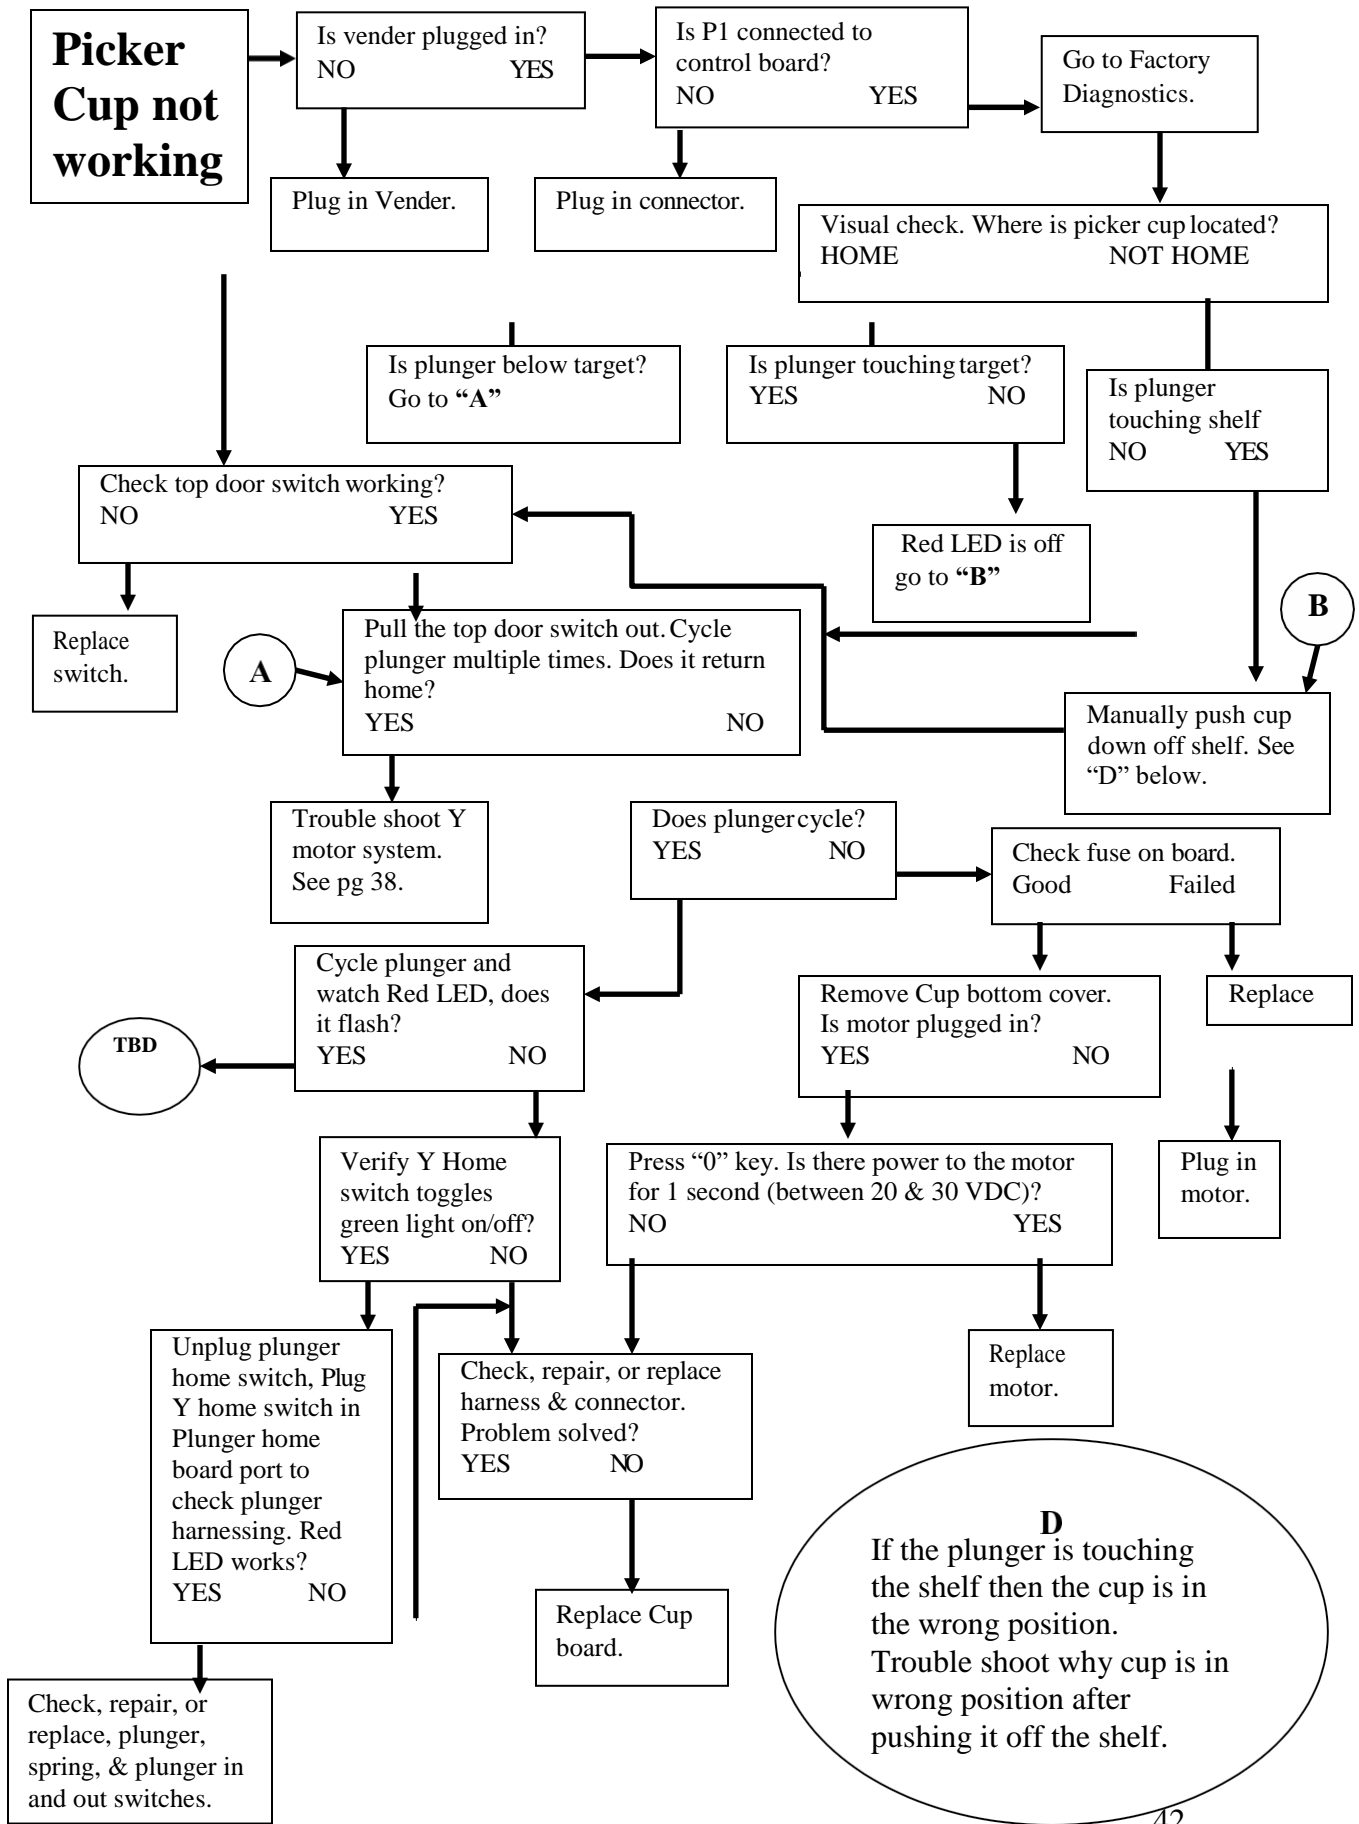 Picker
Cup not
working
Is vender plugged in?
NO YES
Is P1 connected to
control board?
NO YES
Go to Factory
Diagnostics.
Plug in Vender.
Plug in connector.
Visual check. Where is picker cup located?
HOME NOT HOME
Is plunger below target?
Go to “A”
Is plunger touching target?
YES NO
Is plunger
touching shelf
NO YES
Check top door switch working?
NO YES
Red LED is off
go to “B”
B
Replace
switch.
A
Pull the top door switch out. Cycle
plunger multiple times. Does it return
home?
YES NO
Manually push cup
down off shelf. See
“D” below.
Trouble shoot Y
motor system.
See pg 38.
Does plunger cycle?
YES NO
Check fuse on board.
Good Failed
Cycle plunger and
watch Red LED, does
it flash?
YES NO
TBD
Remove Cup bottom cover.
Is motor plugged in?
YES NO
Replace
Verify Y Home
switch toggles
green light on/off?
YES NO
Press “0” key. Is there power to the motor
for 1 second (between 20 & 30 VDC)?
NO YES
Plug in
motor.
Unplug plunger
home switch, Plug
Y home switch in
Plunger home
board port to
check plunger
harnessing. Red
LED works?
YES NO
Check, repair, or replace
harness & connector.
Problem solved?
YES NO
Replace
motor.
Replace Cup
board.
D
If the plunger is touching
the shelf then the cup is in
the wrong position.
Trouble shoot why cup is in
wrong position after
pushing it off the shelf.
Check, repair, or
replace, plunger,
spring, & plunger in
and out switches.
42